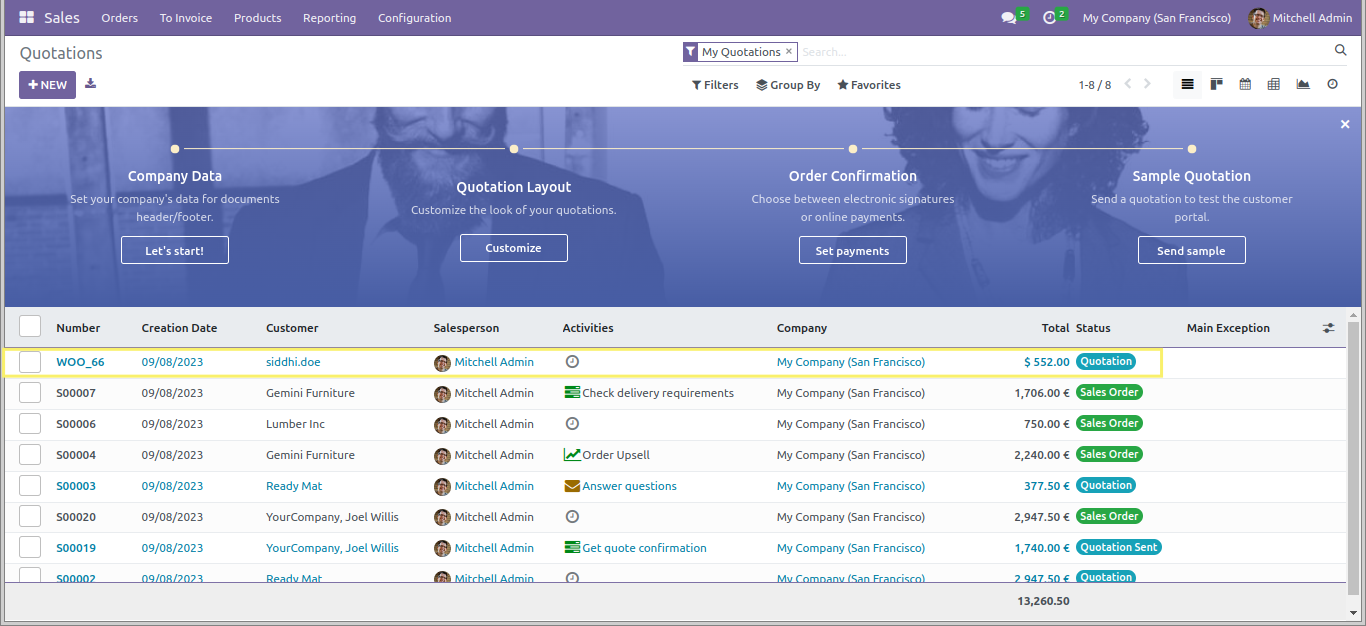 Sales Orders To Invoice Products Reporting Configuration 5 2 My Company (San Francisco) Mitchell Admin
Quotations My Quotations × Search...
+ NEW Filters Group By Favorites 1-8 / 8
×
Company Data
Set your company's data for documents
header/footer.
Let's start!
Quotation Layout
Customize the look of your quotations.
Customize
Order Confirmation
Choose between electronic signatures
or online payments.
Set payments
Sample Quotation
Send a quotation to test the customer
portal.
Send sample
Number Creation Date Customer Salesperson Activities Company Total Status Main Exception
WOO_66 09/08/2023 siddhi.doe Mitchell Admin My Company (San Francisco) $ 552.00 Quotation
S00007 09/08/2023 Gemini Furniture Mitchell Admin Check delivery requirements My Company (San Francisco) 1,706.00 € Sales Order
S00006 09/08/2023 Lumber Inc Mitchell Admin My Company (San Francisco) 750.00 € Sales Order
S00004 09/08/2023 Gemini Furniture Mitchell Admin Order Upsell My Company (San Francisco) 2,240.00 € Sales Order
S00003 09/08/2023 Ready Mat Mitchell Admin Answer questions My Company (San Francisco) 377.50 € Quotation
S00020 09/08/2023 YourCompany, Joel Willis Mitchell Admin My Company (San Francisco) 2,947.50 € Sales Order
S00019 09/08/2023 YourCompany, Joel Willis Mitchell Admin Get quote confirmation My Company (San Francisco) 1,740.00 € Quotation Sent
S00002 09/08/2023 Ready Mat Mitchell Admin My Company (San Francisco) 2,947.50 € Quotation
13,260.50